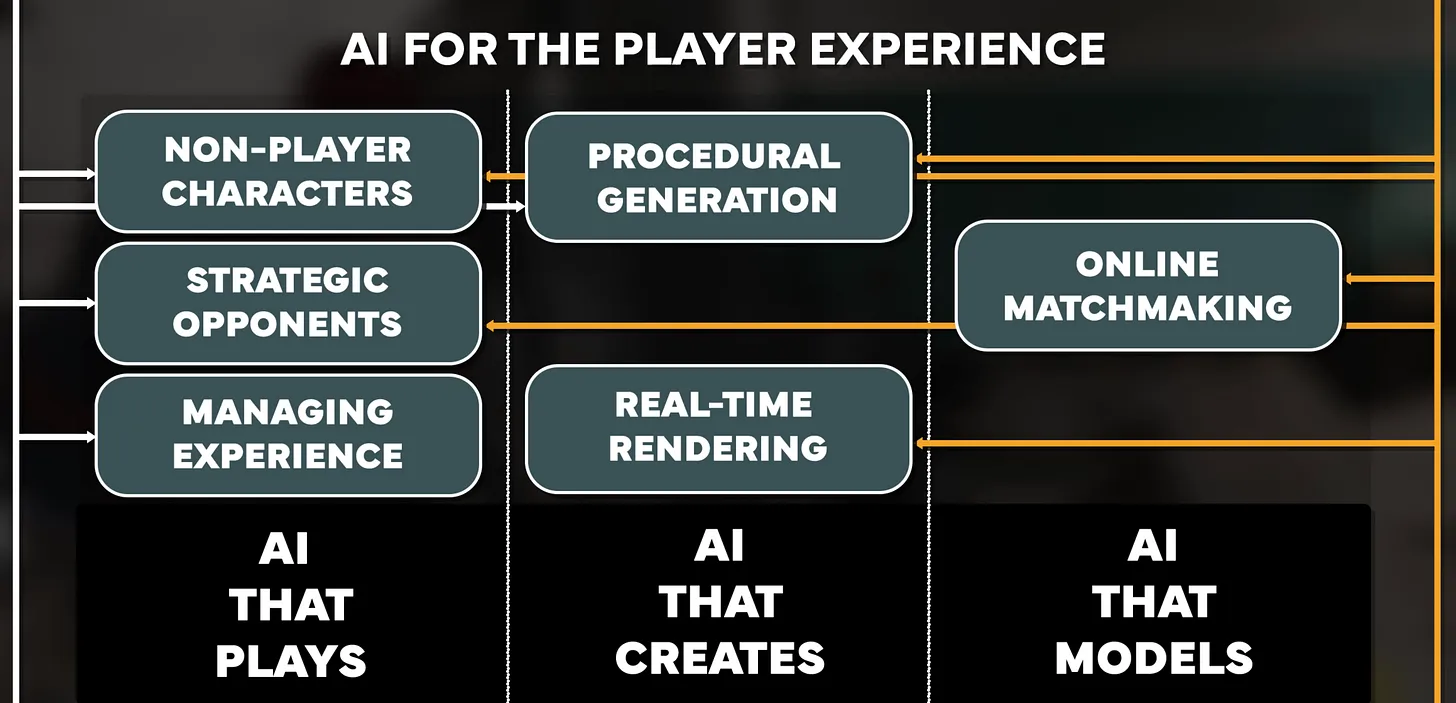 AI FOR THE PLAYER EXPERIENCE
NON-PLAYER
CHARACTERS
PROCEDURAL
GENERATION
ONLINE
MATCHMAKING
STRATEGIC
OPPONENTS
MANAGING
EXPERIENCE
REAL-TIME
RENDERING
AI
THAT
PLAYS
AI
THAT
CREATES
AI
THAT
MODELS